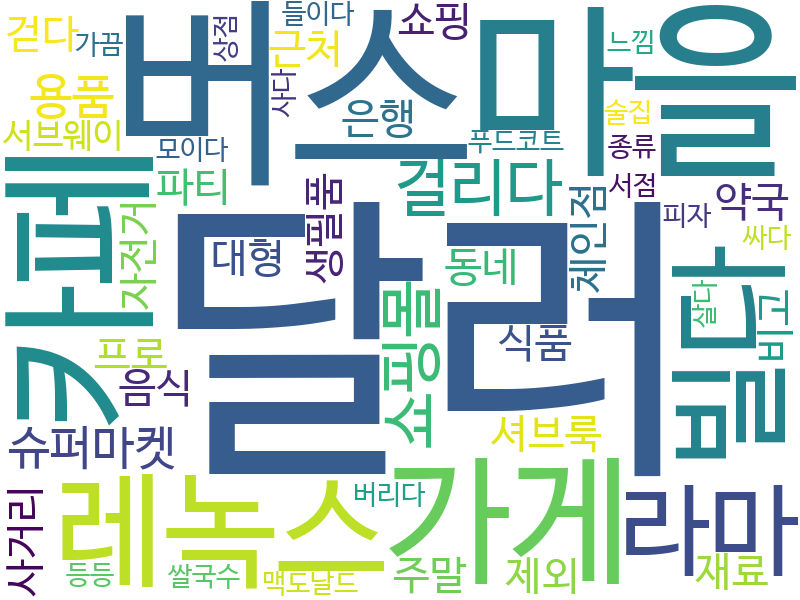 들이다
쇼핑
걷다
가끔
상점
근처
버스
마을
느낌
용품
사다
은행
술집
서브웨이
모이다
푸드코트
종류
카페
파티
걸리다
서점
약국
생필품
체인점
피자
싸다
자전거
대형
동네
달러
살다
비고
쇼핑몰
식품
프로
음식
빌다
슈퍼마켓
셔브룩
레녹스
가게
라마
사거리
버리다
등등
쌀국수
맥도날드
주말
제외
재료